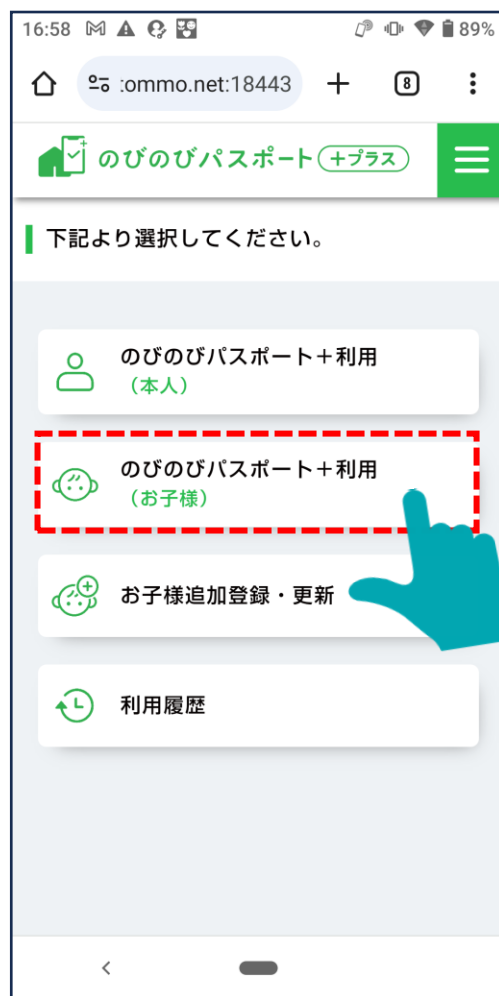 16:58 89%
:ommo.net:18443 8
のびのびパスポート+プラス
下記より選択してください。
のびのびパスポート+利用
(本人)
のびのびパスポート+利用
(お子様)
お子様追加登録・更新
利用履歴